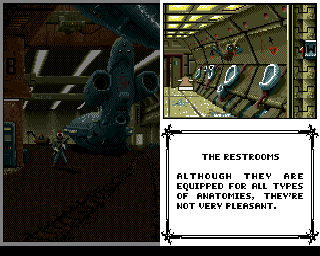 THE RESTROOMS
ALTHOUGH THEY ARE
EQUIPPED FOR ALL TYPES
OF ANATOMIES, THEY'RE
NOT VERY PLEASANT.